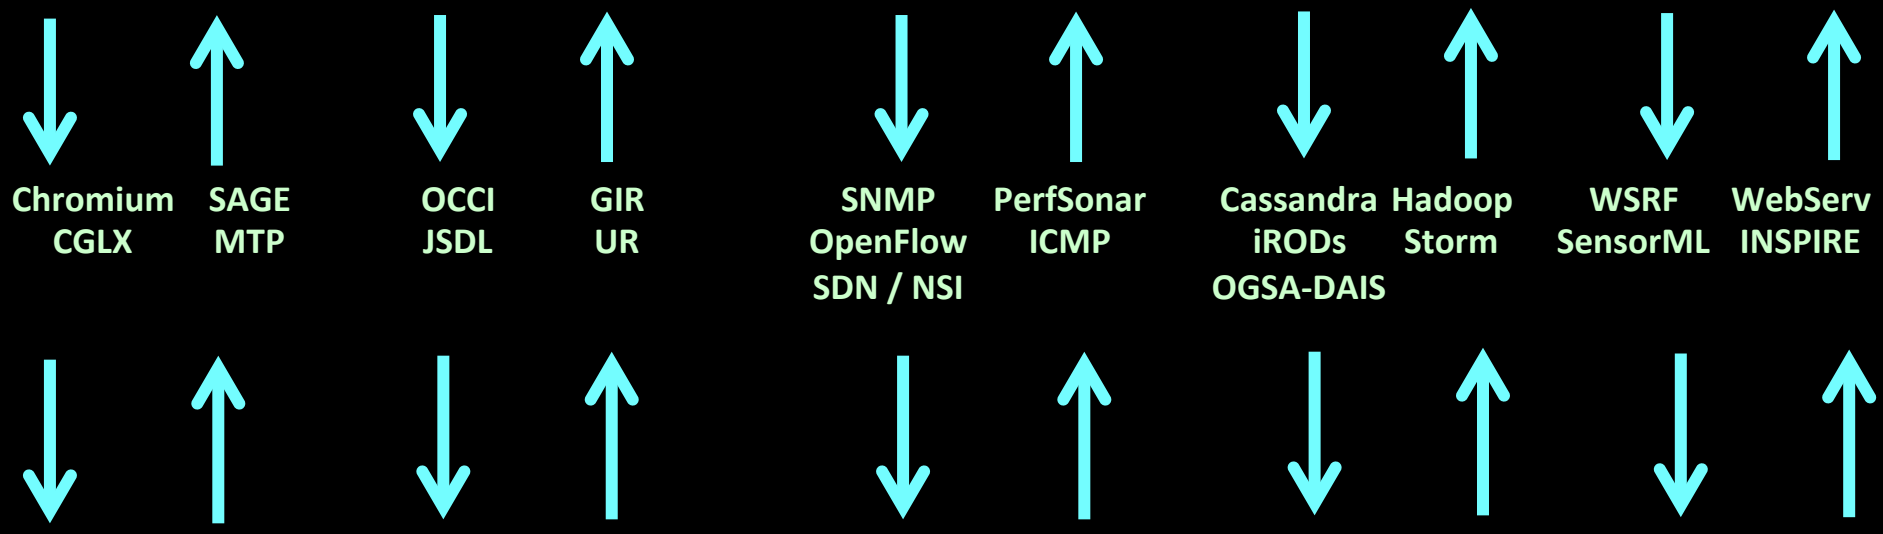 Chromium SAGE OCCI GIR SNMP PerfSonar Cassandra Hadoop WSRF WebServ
CGLX MTP JSDL UR OpenFlow ICMP iRODs Storm SensorML INSPIRE
SDN / NSI OGSA-DAIS